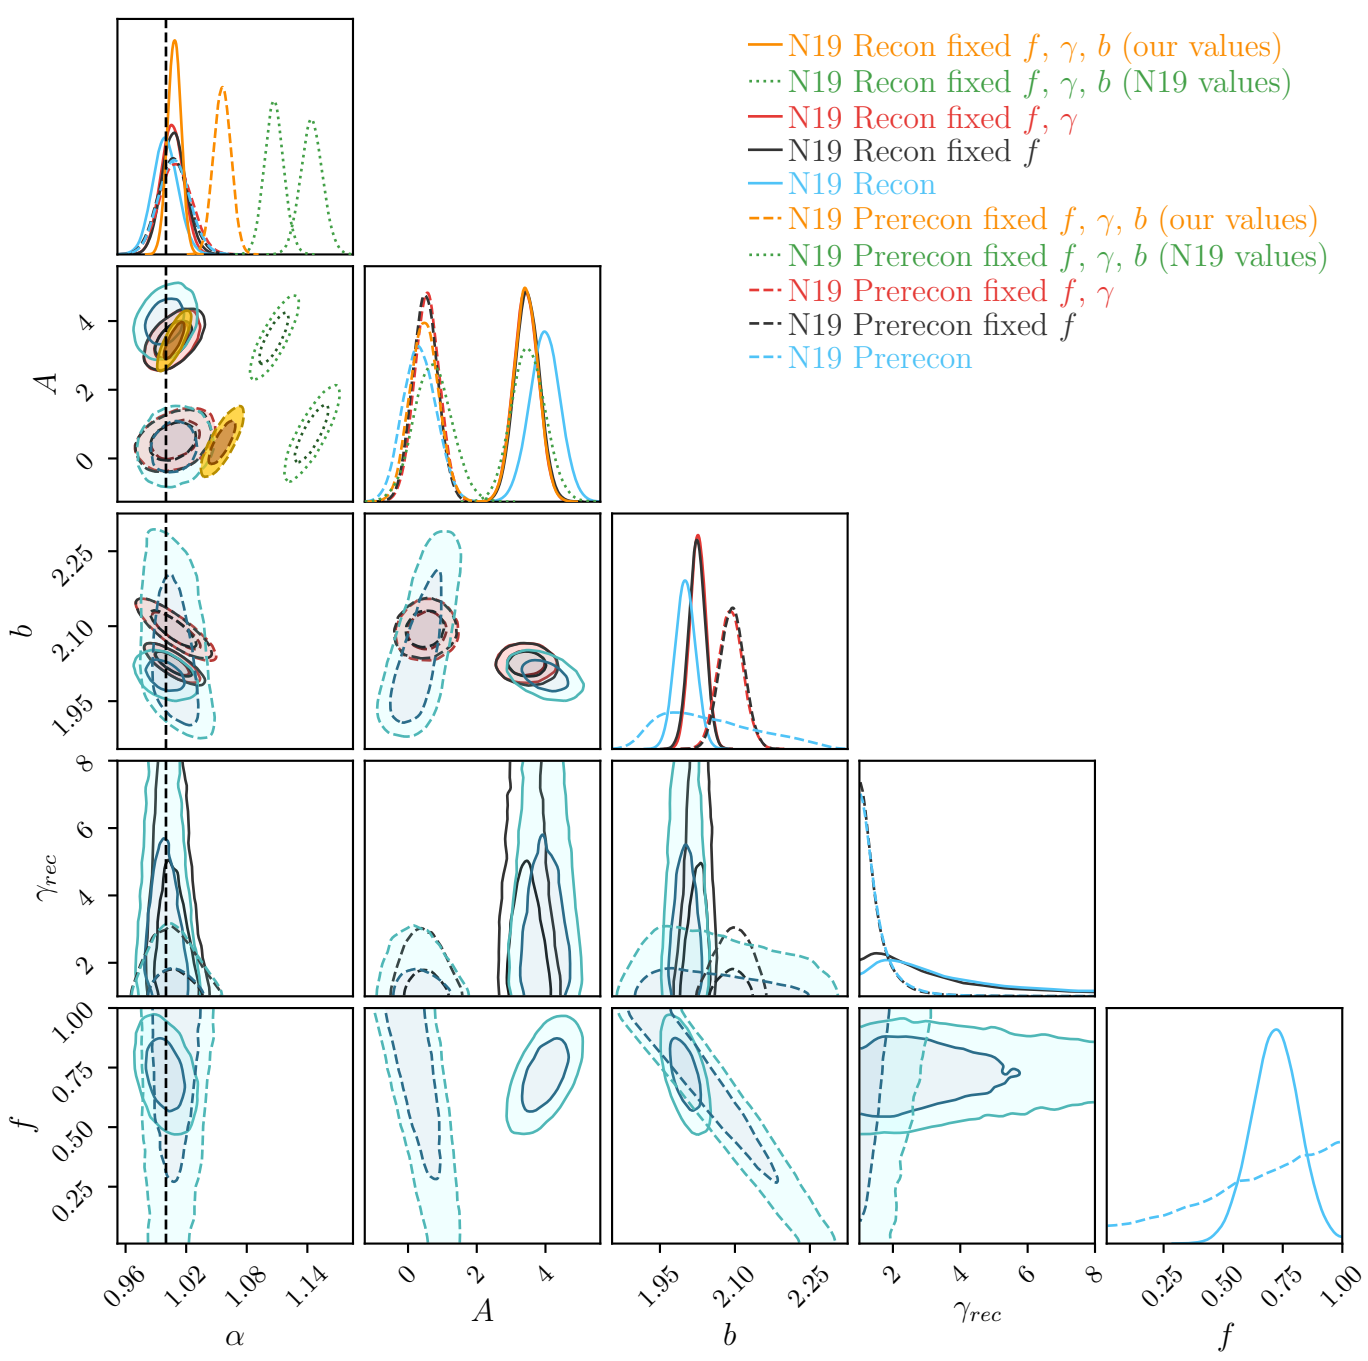 N19 Recon fixed f, γ, b (our values)
N19 Recon fixed f, γ, b (N19 values)
N19 Recon fixed f, γ
N19 Recon fixed f
N19 Recon
N19 Prerecon fixed f, γ, b (our values)
N19 Prerecon fixed f, γ, b (N19 values)
N19 Prerecon fixed f, γ
N19 Prerecon fixed f
N19 Prerecon
4
2
0
A
2.25
2.10
1.95
b
8
6
4
2
γrec
1.00
0.75
0.50
0.25
f
0.96 1.02 1.08 1.14
α
0 2 4
A
1.95 2.10 2.25
b
2 4 6 8
γrec
0.25 0.50 0.75 1.00
f